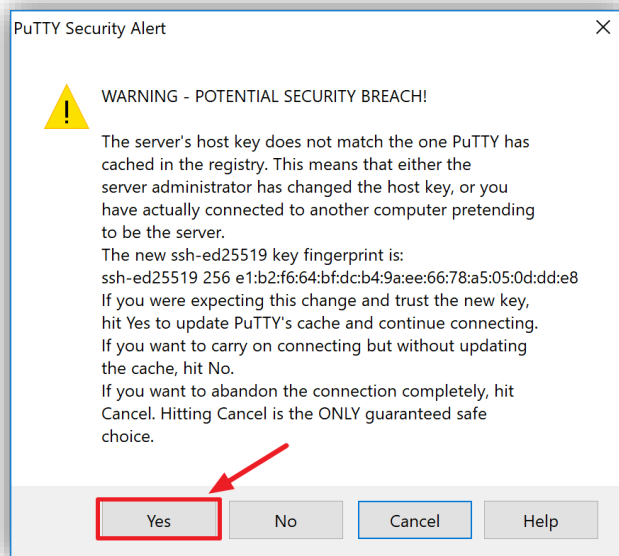 PuTTY Security Alert
WARNING - POTENTIAL SECURITY BREACH!
The server's host key does not match the one PuTTY has
cached in the registry. This means that either the
server administrator has changed the host key, or you
have actually connected to another computer pretending
to be the server.
The new ssh-ed25519 key fingerprint is:
ssh-ed25519 256 e1:b2:f6:64:bf:dc:b4:9a:ee:66:78:a5:05:0d:dd:e8
If you were expecting this change and trust the new key,
hit Yes to update PuTTY's cache and continue connecting.
If you want to carry on connecting but without updating
the cache, hit No.
If you want to abandon the connection completely, hit
Cancel. Hitting Cancel is the ONLY guaranteed safe
choice.
Yes No Cancel Help